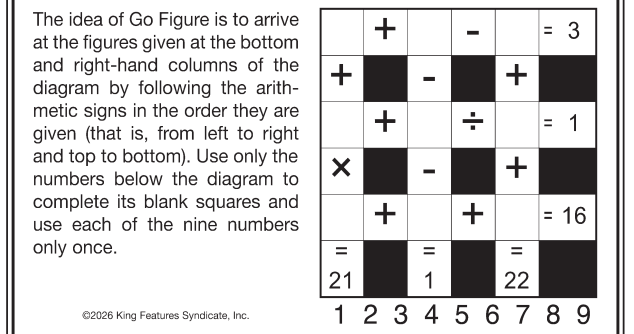 The idea of Go Figure is to arrive
at the figures given at the bottom
and right-hand columns of the
diagram by following the arith-
metic signs in the order they are
given (that is, from left to right
and top to bottom). Use only the
numbers below the diagram to
complete its blank squares and
use each of the nine numbers
only once.
©2026 King Features Syndicate, Inc.
+ - = 3
+ - +
+ ÷ = 1
× - +
+ + = 16
= = =
21 1 22
1 2 3 4 5 6 7 8 9